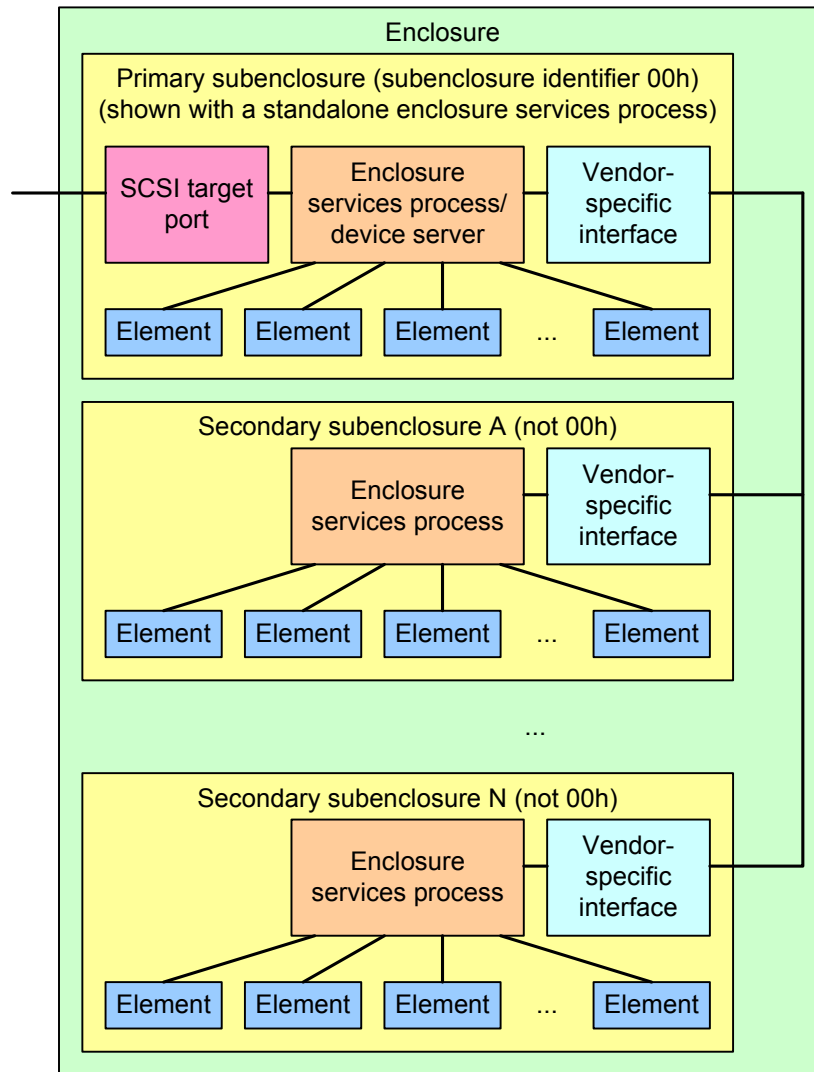 Enclosure
Primary subenclosure (subenclosure identifier 00h)
(shown with a standalone enclosure services process)
SCSI target
port
Enclosure
services process/
device server
Vendor-
specific
interface
Element
Element
Element
...
Element
Secondary subenclosure A (not 00h)
Enclosure
services process
Vendor-
specific
interface
Element
Element
Element
...
Element
...
Secondary subenclosure N (not 00h)
Enclosure
services process
Vendor-
specific
interface
Element
Element
Element
...
Element